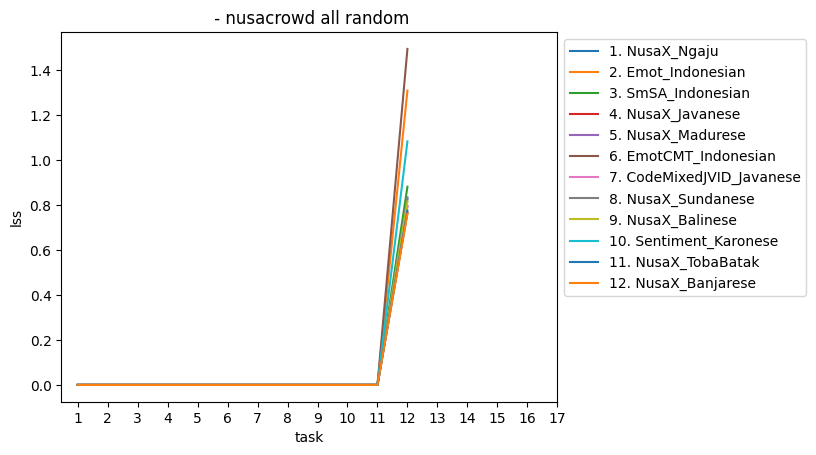 - nusacrowd all random
lss
1.4
1.2
1.0
0.8
0.6
0.4
0.2
0.0
1 2 3 4 5 6 7 8 9 10 11 12 13 14 15 16 17
task
1. NusaX_Ngaju
2. Emot_Indonesian
3. SmSA_Indonesian
4. NusaX_Javanese
5. NusaX_Madurese
6. EmotCMT_Indonesian
7. CodeMixedJVID_Javanese
8. NusaX_Sundanese
9. NusaX_Balinese
10. Sentiment_Karonese
11. NusaX_TobaBatak
12. NusaX_Banjarese